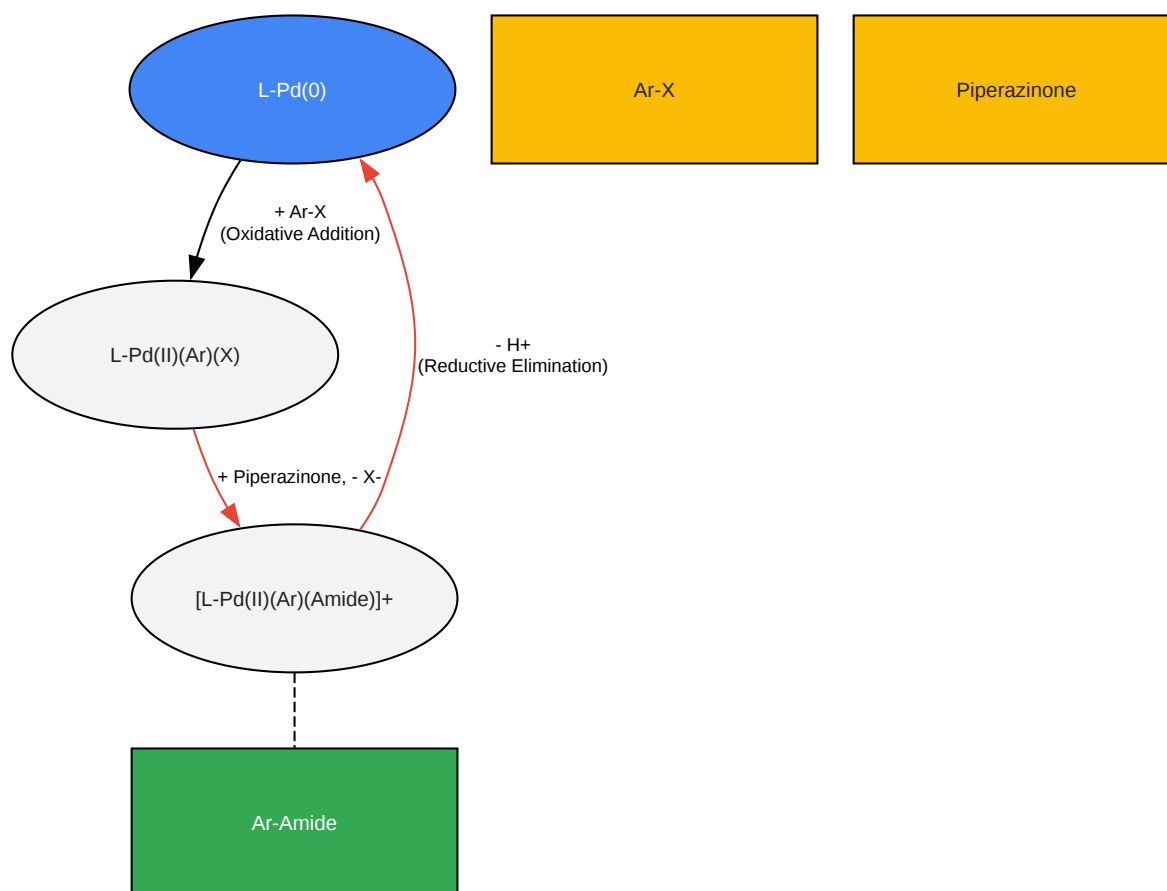 L-Pd(0)
Ar-X
Piperazinone
+ Ar-X
(Oxidative Addition)
- H+
(Reductive Elimination)
L-Pd(II)(Ar)(X)
+ Piperazinone, - X-
[L-Pd(II)(Ar)(Amide)]+
Ar-Amide